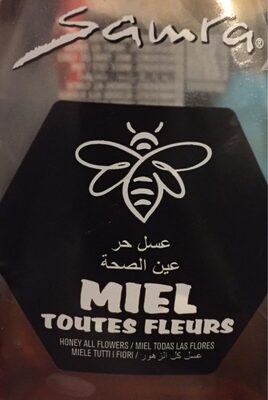 Samra®
عسل حر
عين الصحة
MIEL
TOUTES FLEURS
HONEY ALL FLOWERS / MIEL TODAS LAS FLORES
MIELE TUTTI I FIORI / عسل كل الزهور